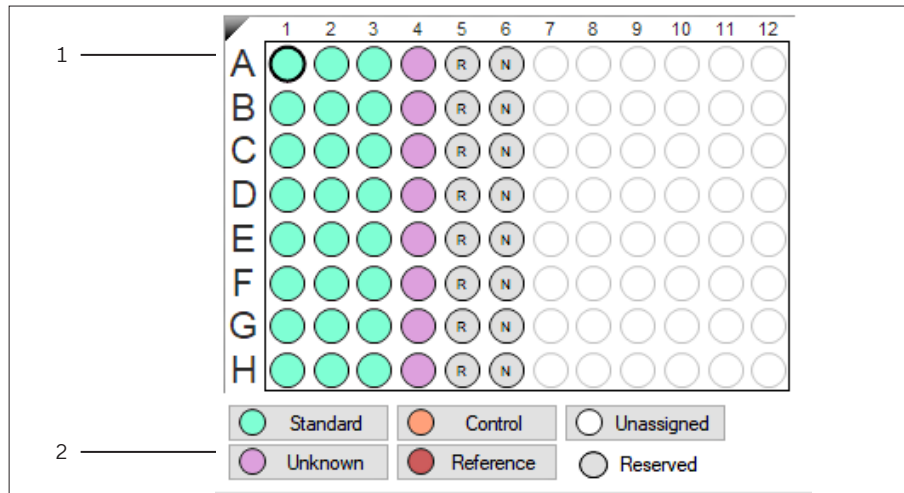 1 2 3 4 5 6 7 8 9 10 11 12
1
A R N
B R N
C R N
D R N
E R N
F R N
G R N
H R N
Standard Control Unassigned
2
Unknown Reference Reserved